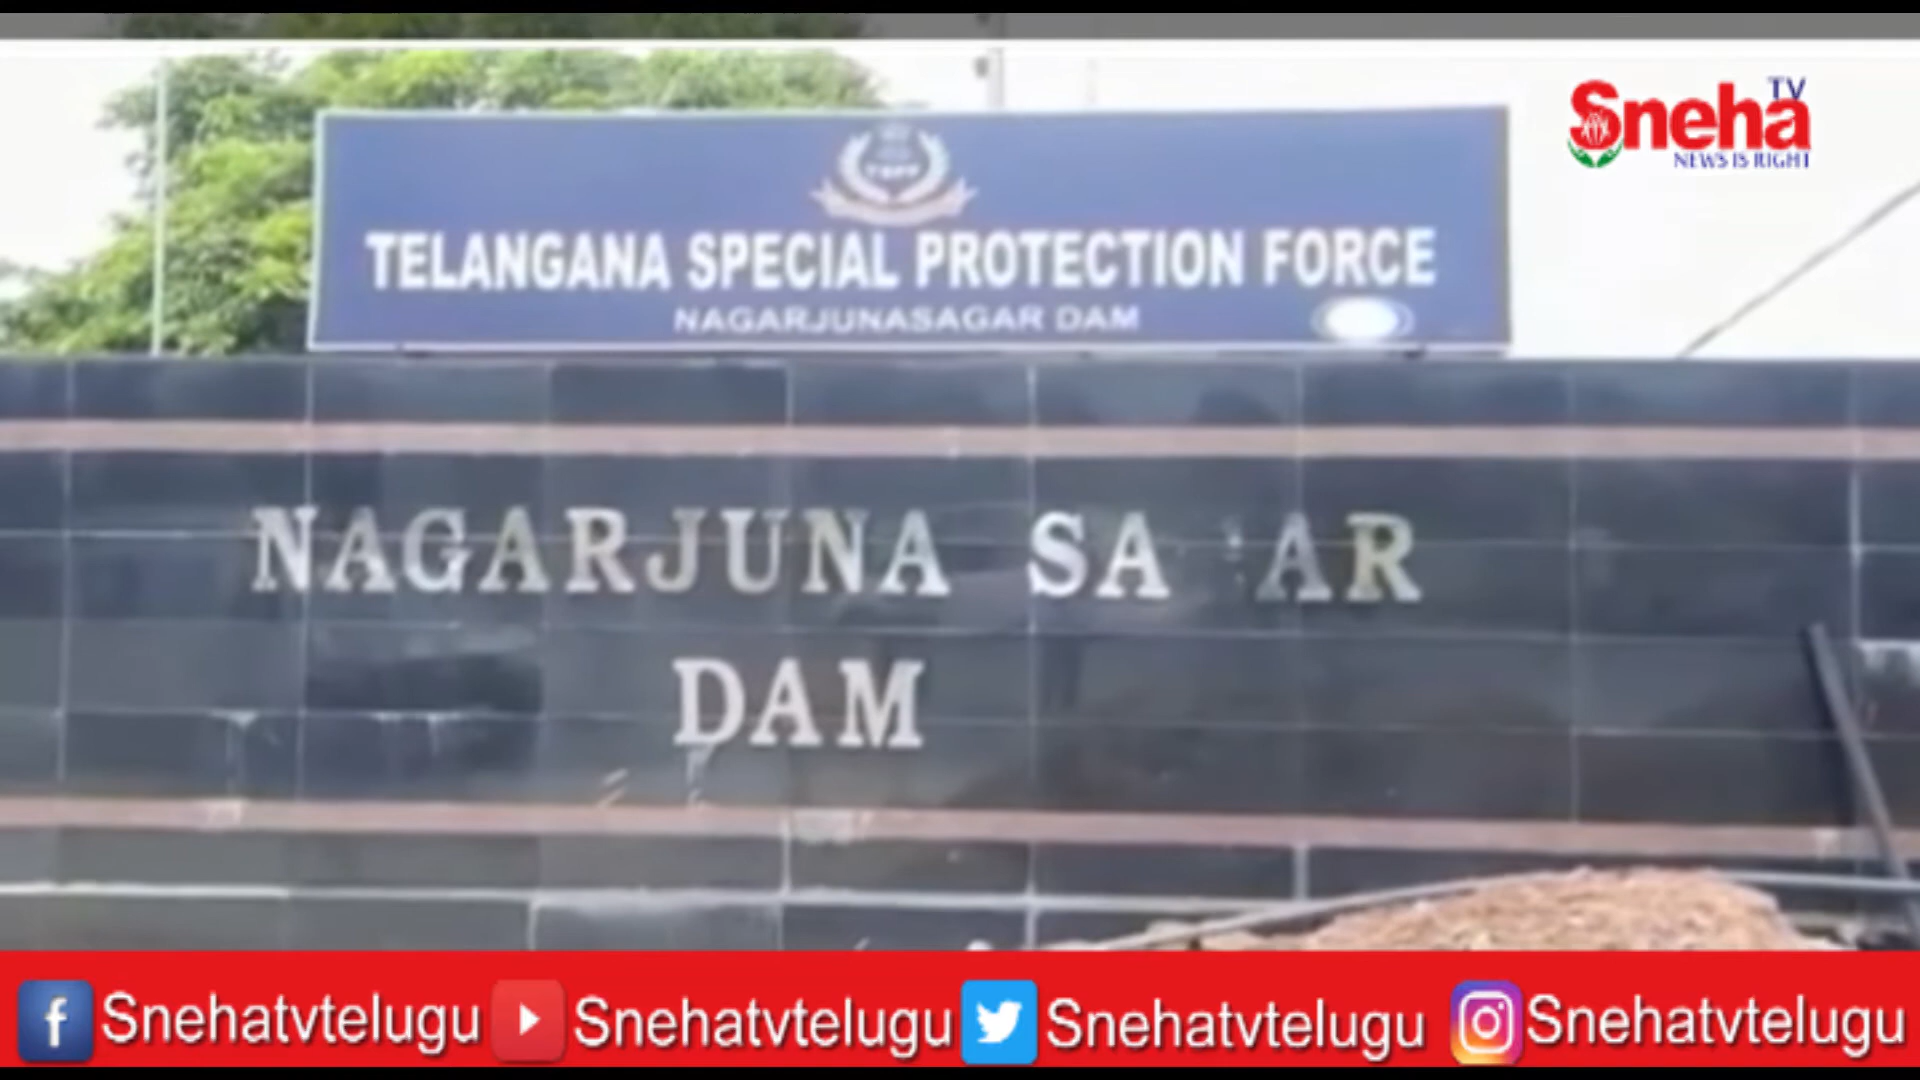 Sneha TV
NEWS IS RIGHT
TSPF
TELANGANA SPECIAL PROTECTION FORCE
NAGARJUNASAGAR DAM
NAGARJUNA SA AR
DAM
Snehatvtelugu Snehatvtelugu Snehatvtelugu Snehatvtelugu